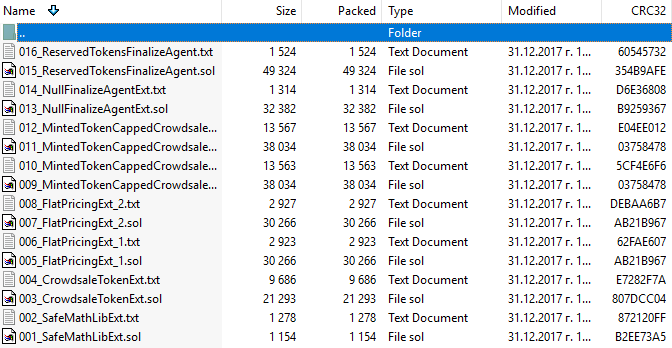 Name Size Packed Type Modified CRC32
.. Folder
016_ReservedTokensFinalizeAgent.txt 1 524 1 524 Text Document 31.12.2017 г. 1... 60545732
015_ReservedTokensFinalizeAgent.sol 49 324 49 324 File sol 31.12.2017 г. 1... 354B9AFE
014_NullFinalizeAgentExt.txt 1 314 1 314 Text Document 31.12.2017 г. 1... D6E36808
013_NullFinalizeAgentExt.sol 32 382 32 382 File sol 31.12.2017 г. 1... B9259367
012_MintedTokenCappedCrowdsale... 13 567 13 567 Text Document 31.12.2017 г. 1... E04EE012
011_MintedTokenCappedCrowdsale... 38 034 38 034 File sol 31.12.2017 г. 1... 03758478
010_MintedTokenCappedCrowdsale... 13 563 13 563 Text Document 31.12.2017 г. 1... 5CF4E6F6
009_MintedTokenCappedCrowdsale... 38 034 38 034 File sol 31.12.2017 г. 1... 03758478
008_FlatPricingExt_2.txt 2 927 2 927 Text Document 31.12.2017 г. 1... DEBAA6B7
007_FlatPricingExt_2.sol 30 266 30 266 File sol 31.12.2017 г. 1... AB21B967
006_FlatPricingExt_1.txt 2 923 2 923 Text Document 31.12.2017 г. 1... 62FAE607
005_FlatPricingExt_1.sol 30 266 30 266 File sol 31.12.2017 г. 1... AB21B967
004_CrowdsaleTokenExt.txt 9 686 9 686 Text Document 31.12.2017 г. 1... E7282F7A
003_CrowdsaleTokenExt.sol 21 293 21 293 File sol 31.12.2017 г. 1... 807DCC04
002_SafeMathLibExt.txt 1 278 1 278 Text Document 31.12.2017 г. 1... 872120FF
001_SafeMathLibExt.sol 1 154 1 154 File sol 31.12.2017 г. 1... B2EE73A5